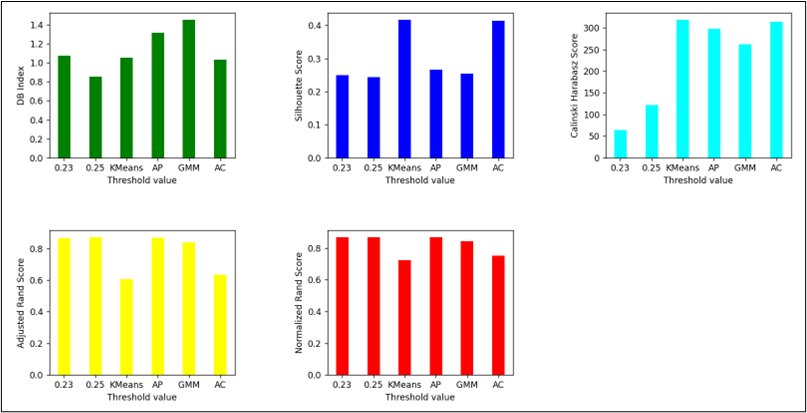 DB Index
1.4
1.2
1.0
0.8
0.6
0.4
0.2
0.0
0.23 0.25 KMeans AP GMM AC
Threshold value
Silhouette Score
0.4
0.3
0.2
0.1
0.0
0.23 0.25 KMeans AP GMM AC
Threshold value
Calinski Harabasz Score
300
250
200
150
100
50
0
0.23 0.25 KMeans AP GMM AC
Threshold value
Adjusted Rand Score
0.8
0.6
0.4
0.2
0.0
0.23 0.25 KMeans AP GMM AC
Threshold value
Normalized Rand Score
0.8
0.6
0.4
0.2
0.0
0.23 0.25 KMeans AP GMM AC
Threshold value